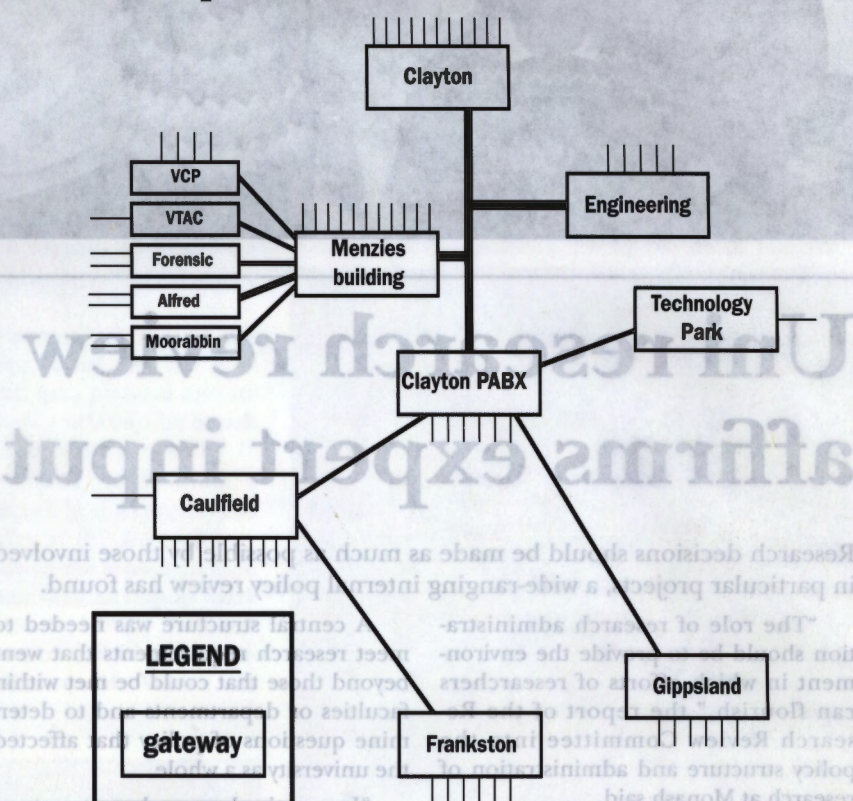 Clayton
VCP
VTAC
Engineering
Menzies
building
Forensic
Alfred
Moorabbin
Technology
Park
Uni research review
Clayton PABX
affirms expert input
Caulfield
Research decisions should be made as much as possible by those involved
in particular projects, a wide-ranging internal policy review has found.
"The role of research administra-
tion should be to provide the environ-
ment in which efforts of researchers
can flourish," the report of the Re-
search Review Committee into the
policy structure and administration of
research at Monash said.
A central structure was needed to
meet research
beyond those that could be met within
faculties or departments and to deter-
mine questions of policy that affected
the university as a whole.
LEGEND
gateway
Gippsland
Frankston